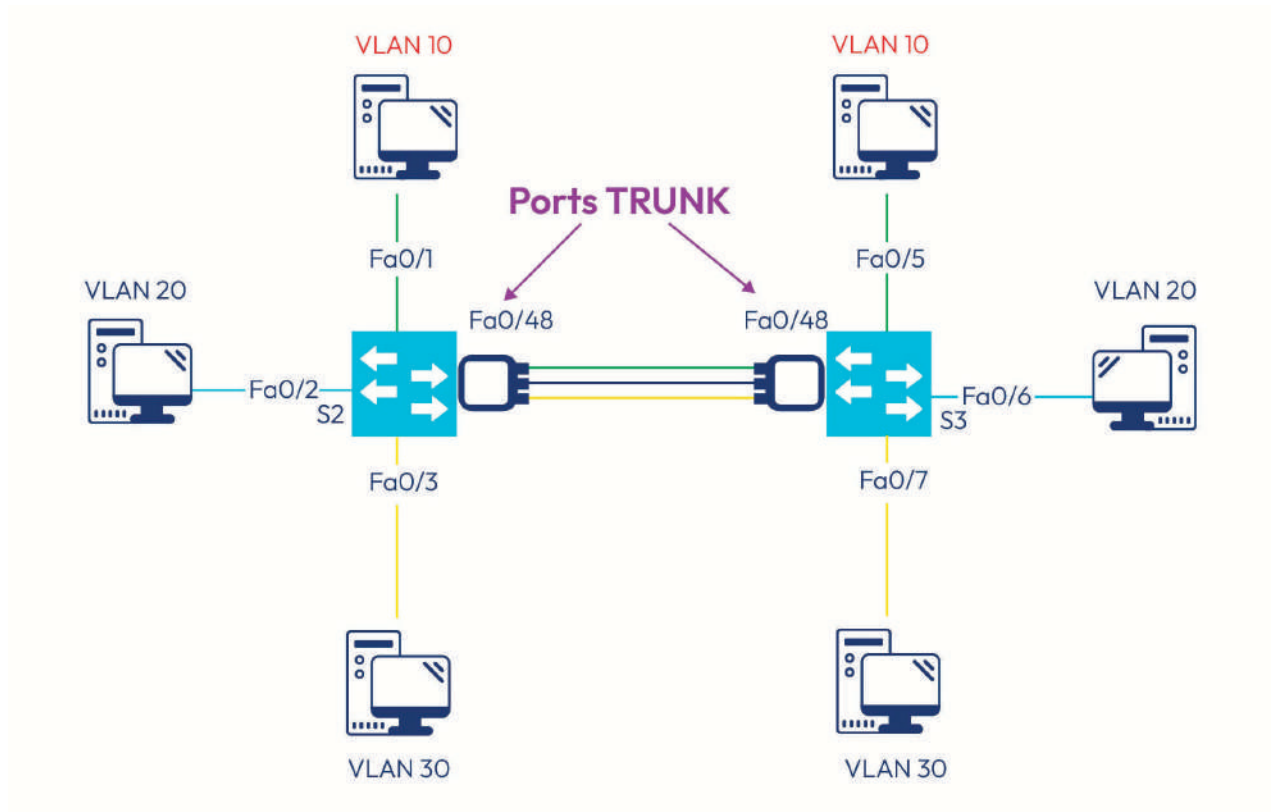 VLAN 10
VLAN 10
Ports TRUNK
Fa0/1
Fa0/5
VLAN 20
VLAN 20
Fa0/48
Fa0/48
Fa0/2
Fa0/6
S2
S3
Fa0/3
Fa0/7
VLAN 30
VLAN 30